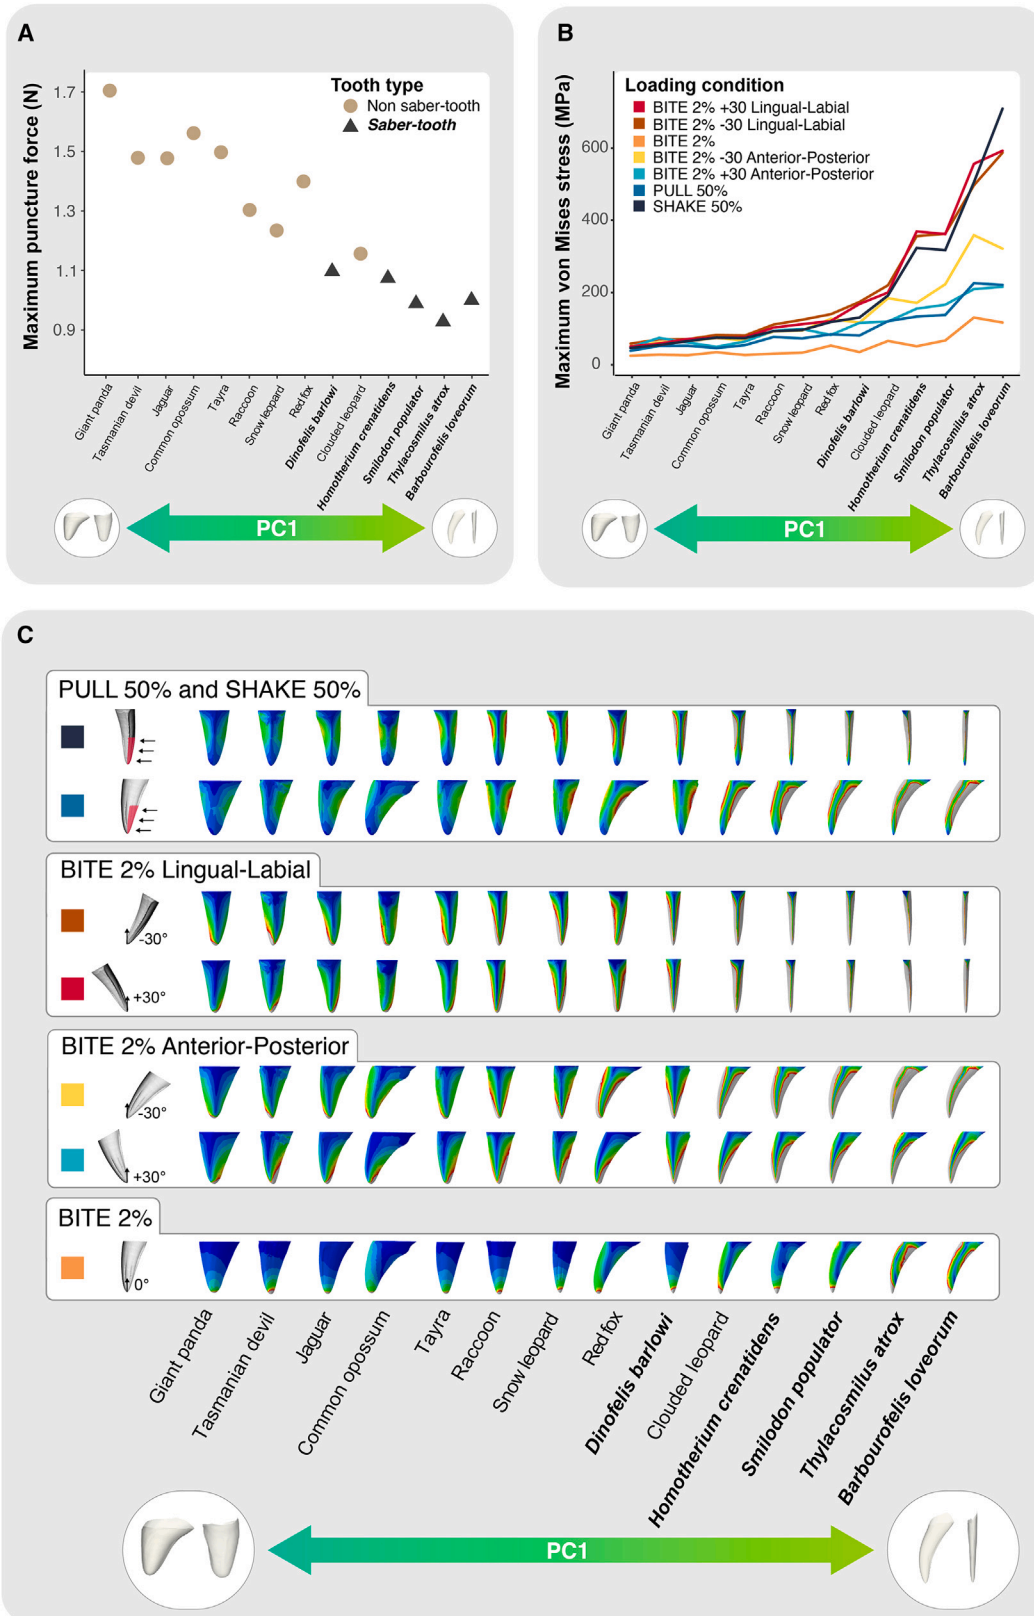 A
Maximum puncture force (N)
1.7
1.5
1.3
1.1
0.9
Tooth type
Non saber-tooth
Saber-tooth
Giant panda
Tasmanian devil
Jaguar
Common opossum
Tayra
Raccoon
Snow leopard
Red fox
Dinofelis barlowi
Clouded leopard
Homotherium crenatidens
Smilodon populator
Thylacosmilus atrox
Barbourofelis loveorum
PC1
B
Maximum von Mises stress (MPa)
600
400
200
0
Loading condition
BITE 2% +30 Lingual-Labial
BITE 2% -30 Lingual-Labial
BITE 2%
BITE 2% -30 Anterior-Posterior
BITE 2% +30 Anterior-Posterior
PULL 50%
SHAKE 50%
Giant panda
Tasmanian devil
Jaguar
Common opossum
Tayra
Raccoon
Snow leopard
Red fox
Dinofelis barlowi
Clouded leopard
Homotherium crenatidens
Smilodon populator
Thylacosmilus atrox
Barbourofelis loveorum
PC1
C
PULL 50% and SHAKE 50%
BITE 2% Lingual-Labial
-30°
+30°
BITE 2% Anterior-Posterior
-30°
+30°
BITE 2%
0°
Giant panda
Tasmanian devil
Jaguar
Common opossum
Tayra
Raccoon
Snow leopard
Red fox
Dinofelis barlowi
Clouded leopard
Homotherium crenatidens
Smilodon populator
Thylacosmilus atrox
Barbourofelis loveorum
PC1